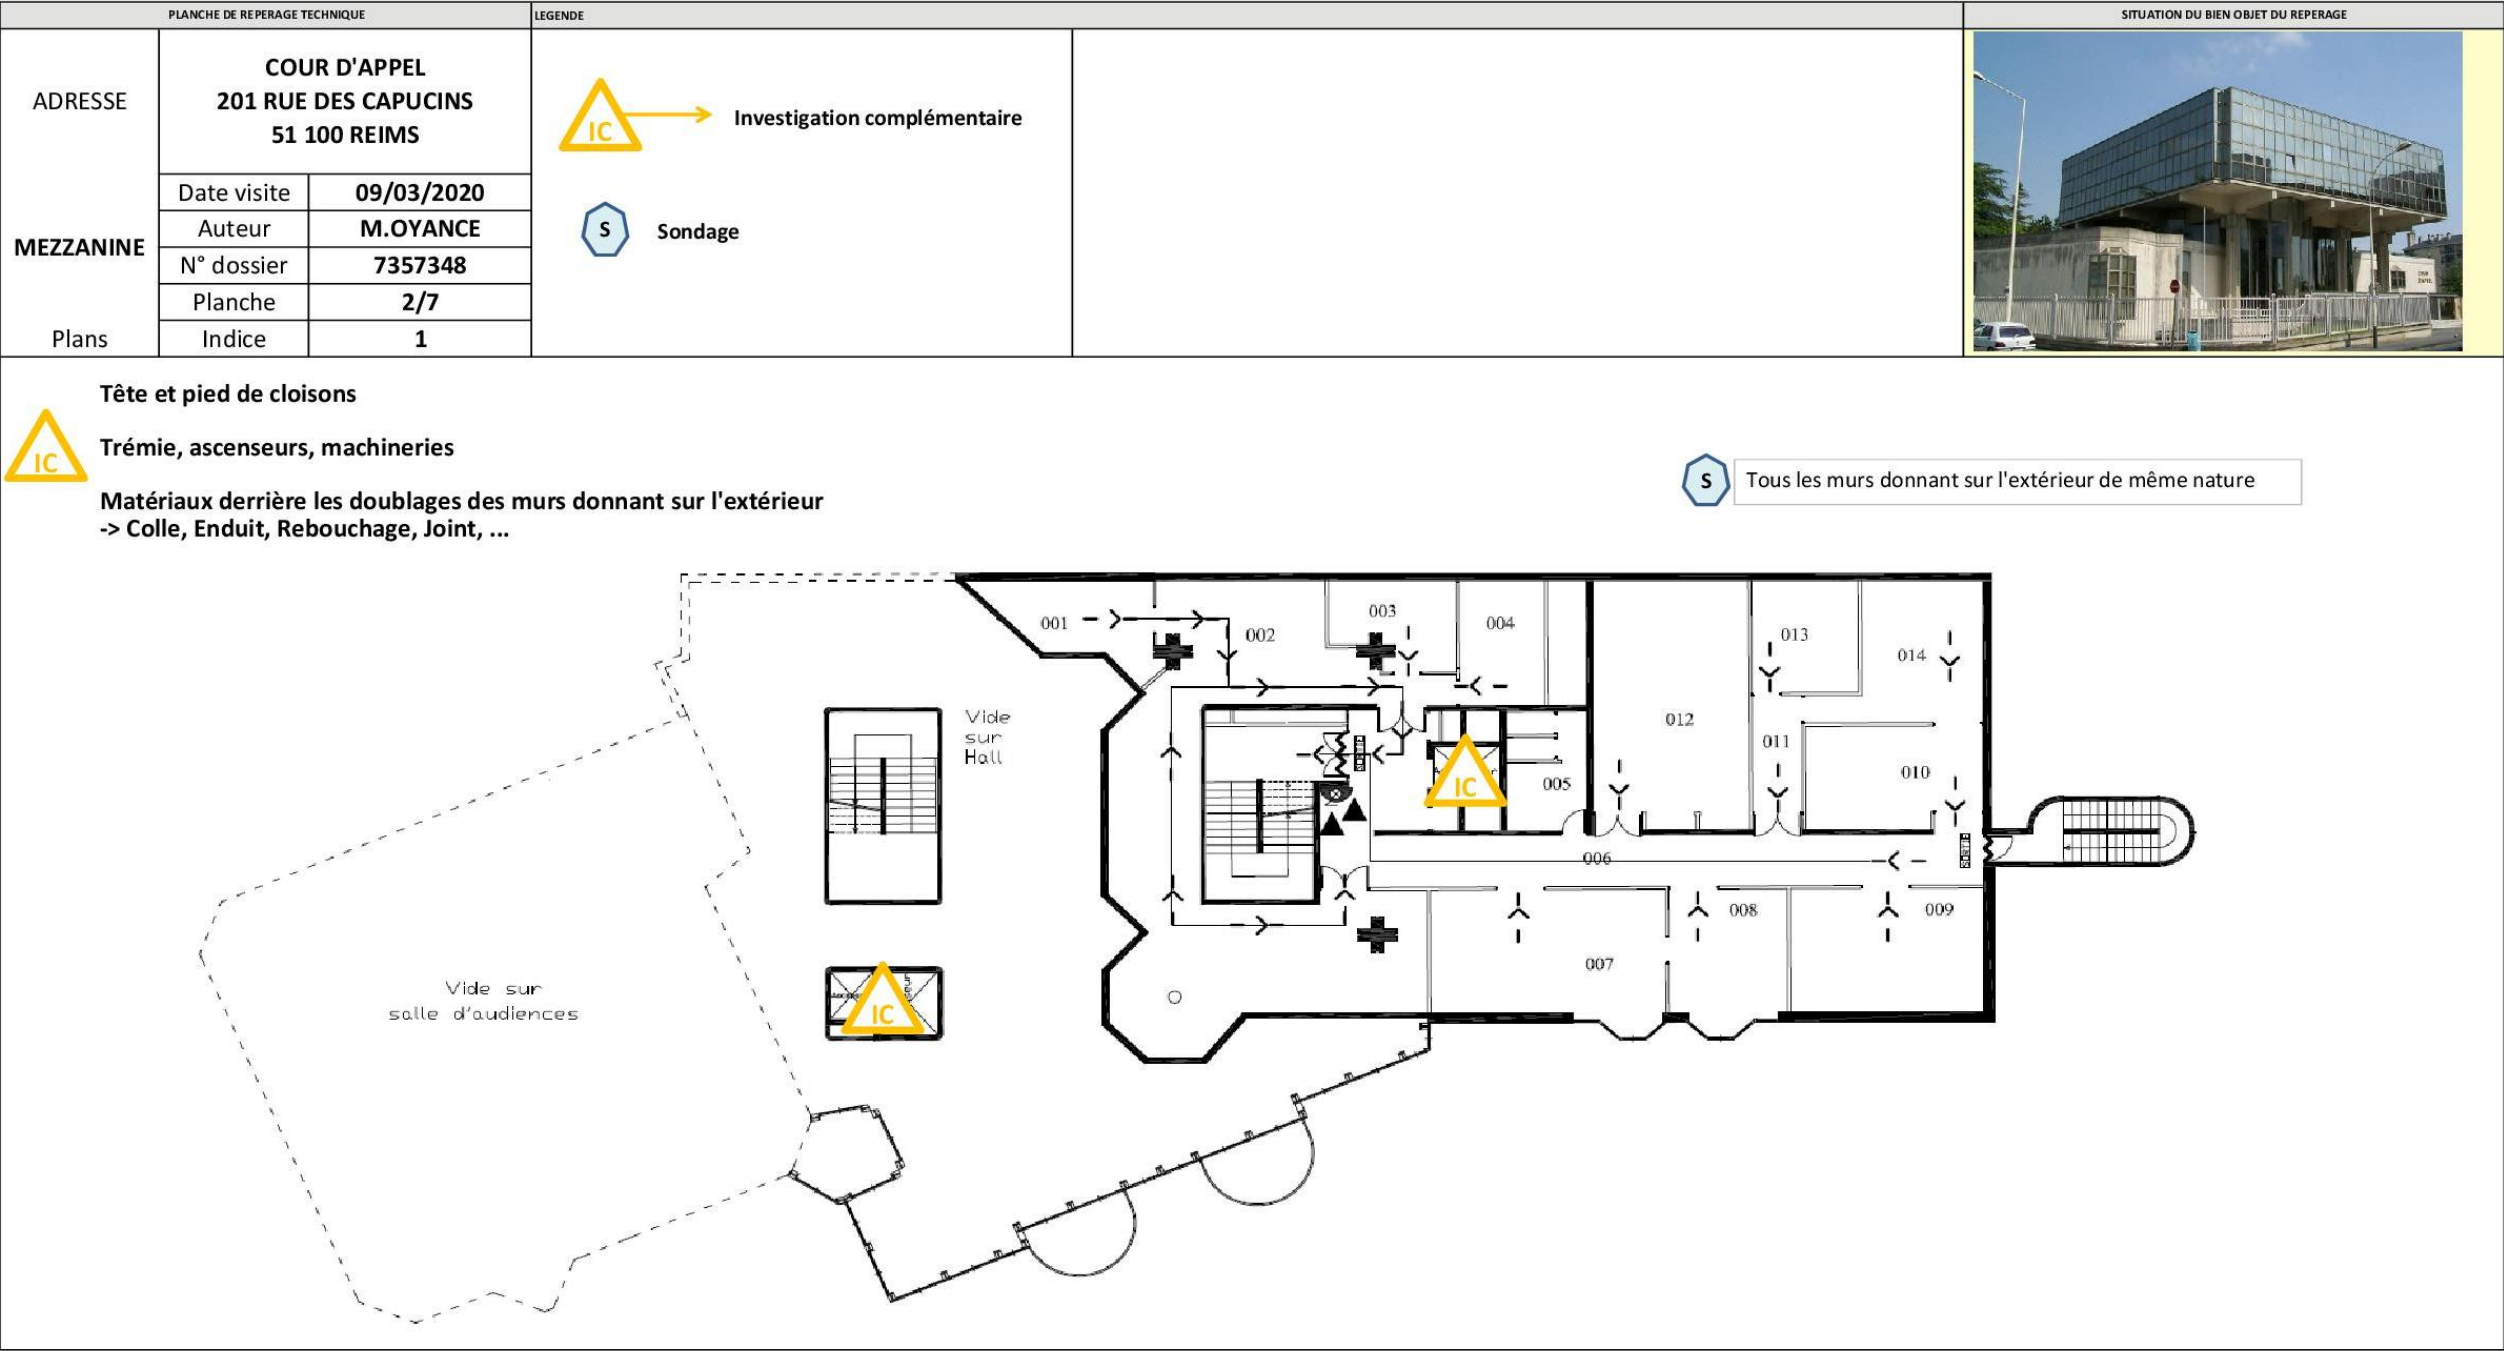 PLANCHE DE REPERAGE TECHNIQUE
LEGENDE
SITUATION DU BIEN OBJET DU REPERAGE
ADRESSE
COUR D'APPEL
201 RUE DES CAPUCINS
51 100 REIMS
MEZZANINE
Date visite 09/03/2020
Auteur M.OYANCE
N° dossier 7357348
Planche 2/7
Plans
Indice 1
IC Investigation complémentaire
S Sondage
Tête et pied de cloisons
IC
Trémie, ascenseurs, machineries
Matériaux derrière les doublages des murs donnant sur l'extérieur
-> Colle, Enduit, Rebouchage, Joint, ...
S Tous les murs donnant sur l'extérieur de même nature
001
002
003
004
013
014
Vide
sur
Hall
012
011
010
005
IC
006
008
009
007
Vide sur
salle d'audiences
IC